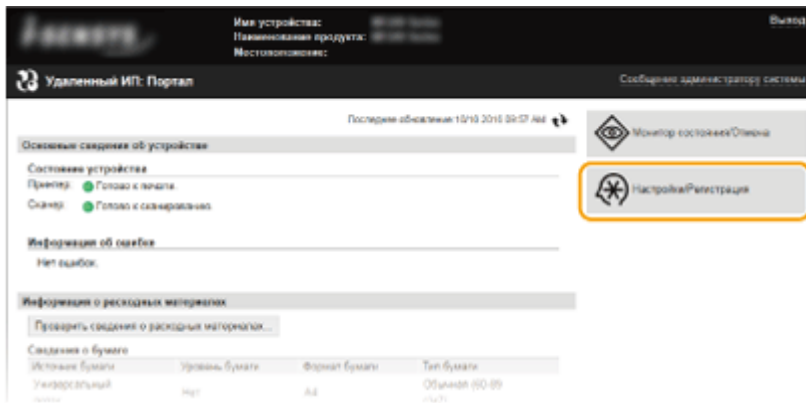 Имя устройства:
Наименование продукта:
Местоположение:
Выход
Удаленный ИП: Портал
Сообщение администратору системы
Последнее обновление: 10/10 2016 09:57 AM
Основные сведения об устройстве
Состояние устройства
Принтер: Готово к печати.
Сканер: Готово к сканированию.
Информация об ошибке
Нет ошибок.
Информация о расходных материалах
Проверить сведения о расходных материалах...
Сведения о бумаге
Источник бумаги Уровень бумаги Формат бумаги Тип бумаги
Универсальный Нет A4 Обычная (60-89
Монитор состояния/Отмена
Настройки/Регистрация